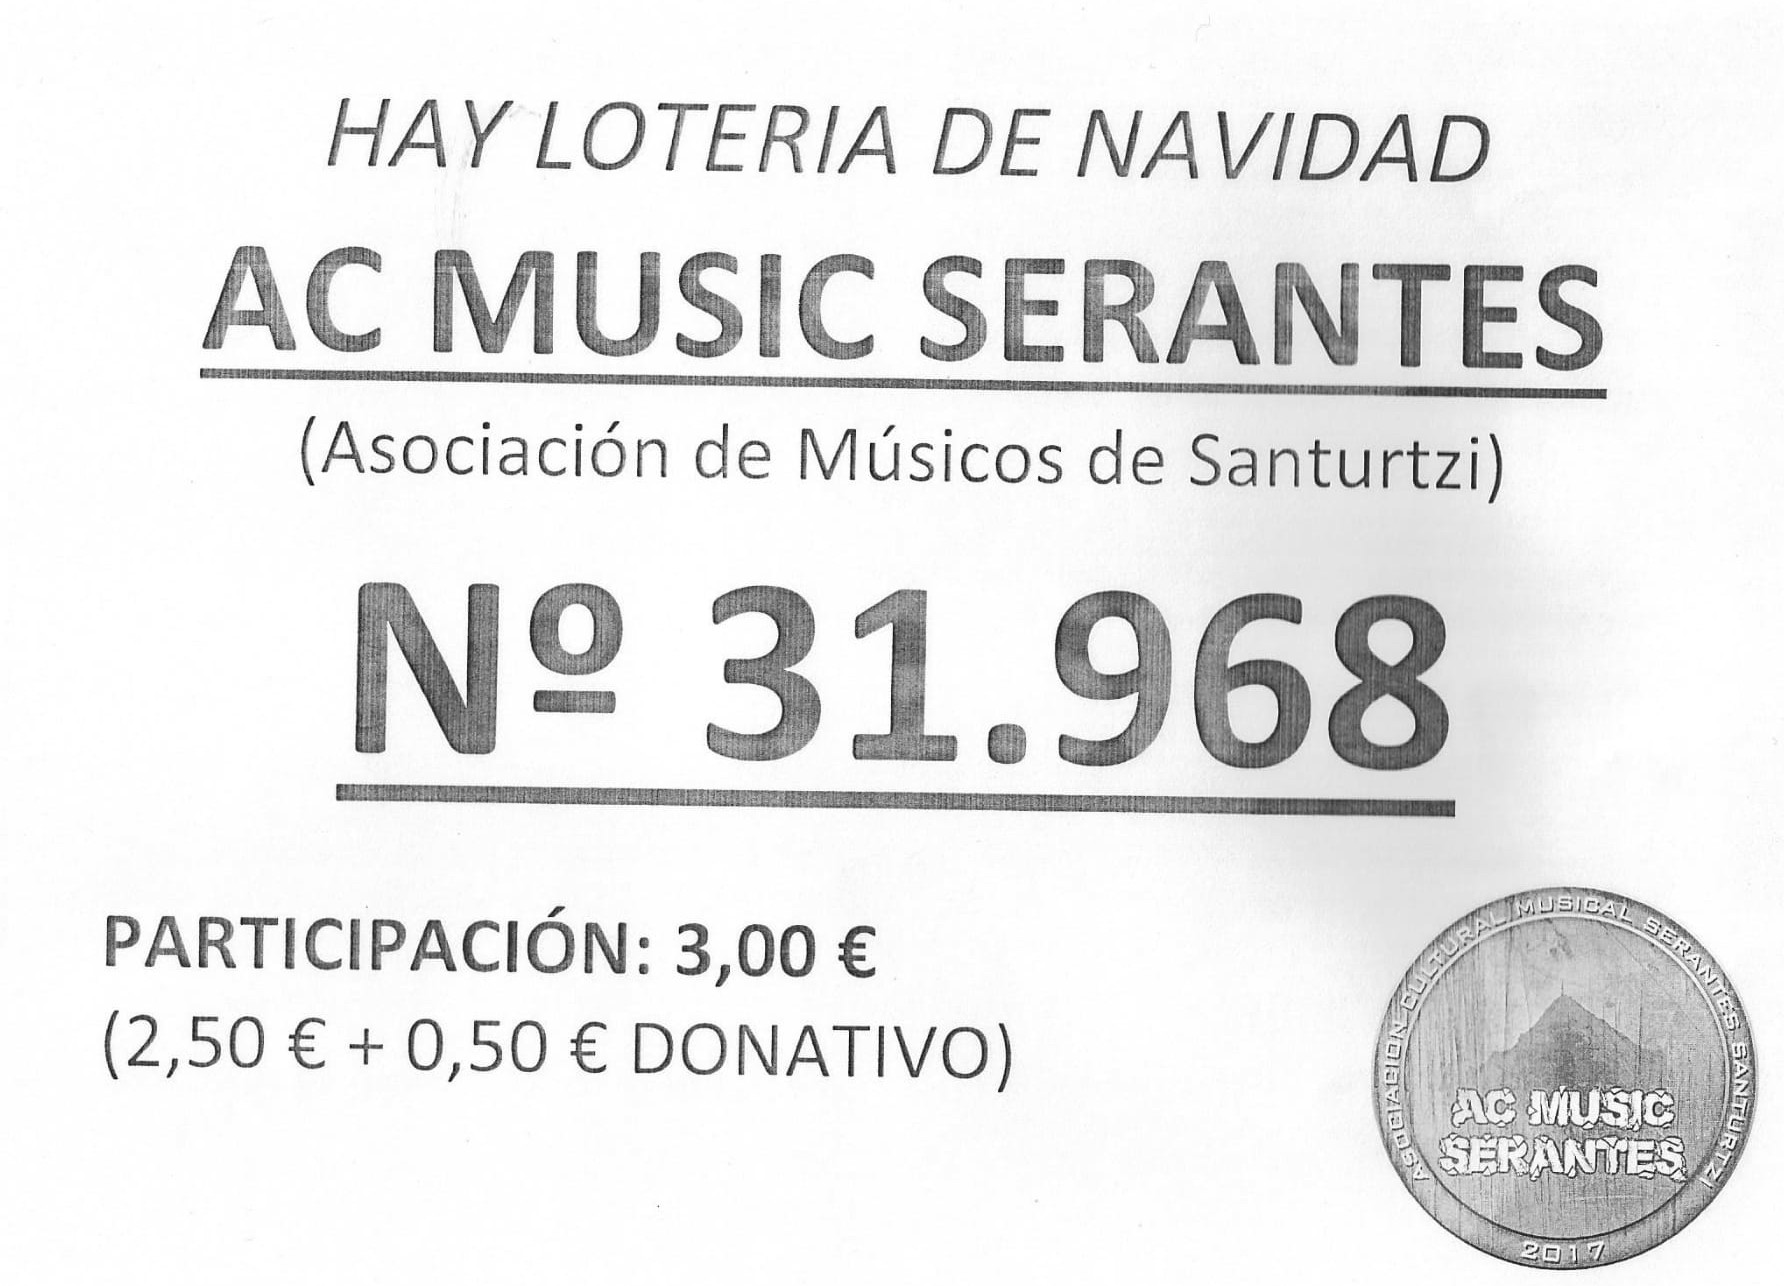 HAY LOTERIA DE NAVIDAD
AC MUSIC SERANTES
(Asociación de Músicos de Santurtzi)
Nº 31.968
PARTICIPACIÓN: 3,00 €
(2,50 € + 0,50 € DONATIVO)
ASOCIACION CULTURAL MUSICAL SERANTES SANTURTZI
AC MUSIC
SERANTES
2017